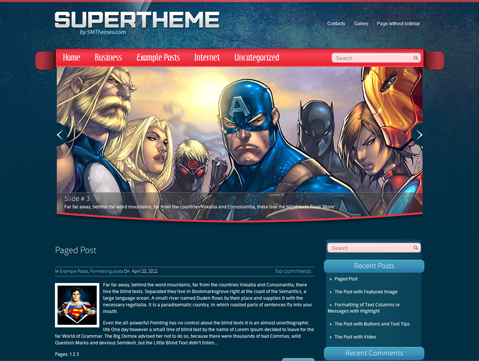 SUPERTHEME
by SMThemes.com
Contacts Gallery Page without sidebar
Home Business Example Posts Internet Uncategorized
Search
A
Slide # 3
Far far away, behind the word mountains, far from the countries Vokalia and Consonantia, there live the blind texts Read More
Paged Post
In Example Posts, Formatting posts On April 23, 2012
No comments
Far far away, behind the word mountains, far from the countries Vokalia and Consonantia, there
live the blind texts. Separated they live in Bookmarksgrove right at the coast of the Semantics, a
large language ocean. A small river named Duden flows by their place and supplies it with the
necessary regelialia. It is a paradisematic country, in which roasted parts of sentences fly into your
mouth.
Even the all-powerful Pointing has no control about the blind texts it is an almost unorthographic
life One day however a small line of blind text by the name of Lorem Ipsum decided to leave for the
far World of Grammar. The Big Oxmox advised her not to do so, because there were thousands of bad Commas, wild
Question Marks and devious Semikoli, but the Little Blind Text didn't listen...
Pages: 1 2 3
Search
Recent Posts
Paged Post
The Post with Featured Image
Formatting of Text Columns or
Messages with Highlight
The Post with Buttons and Tool Tips
The Post with Video
Recent Comments